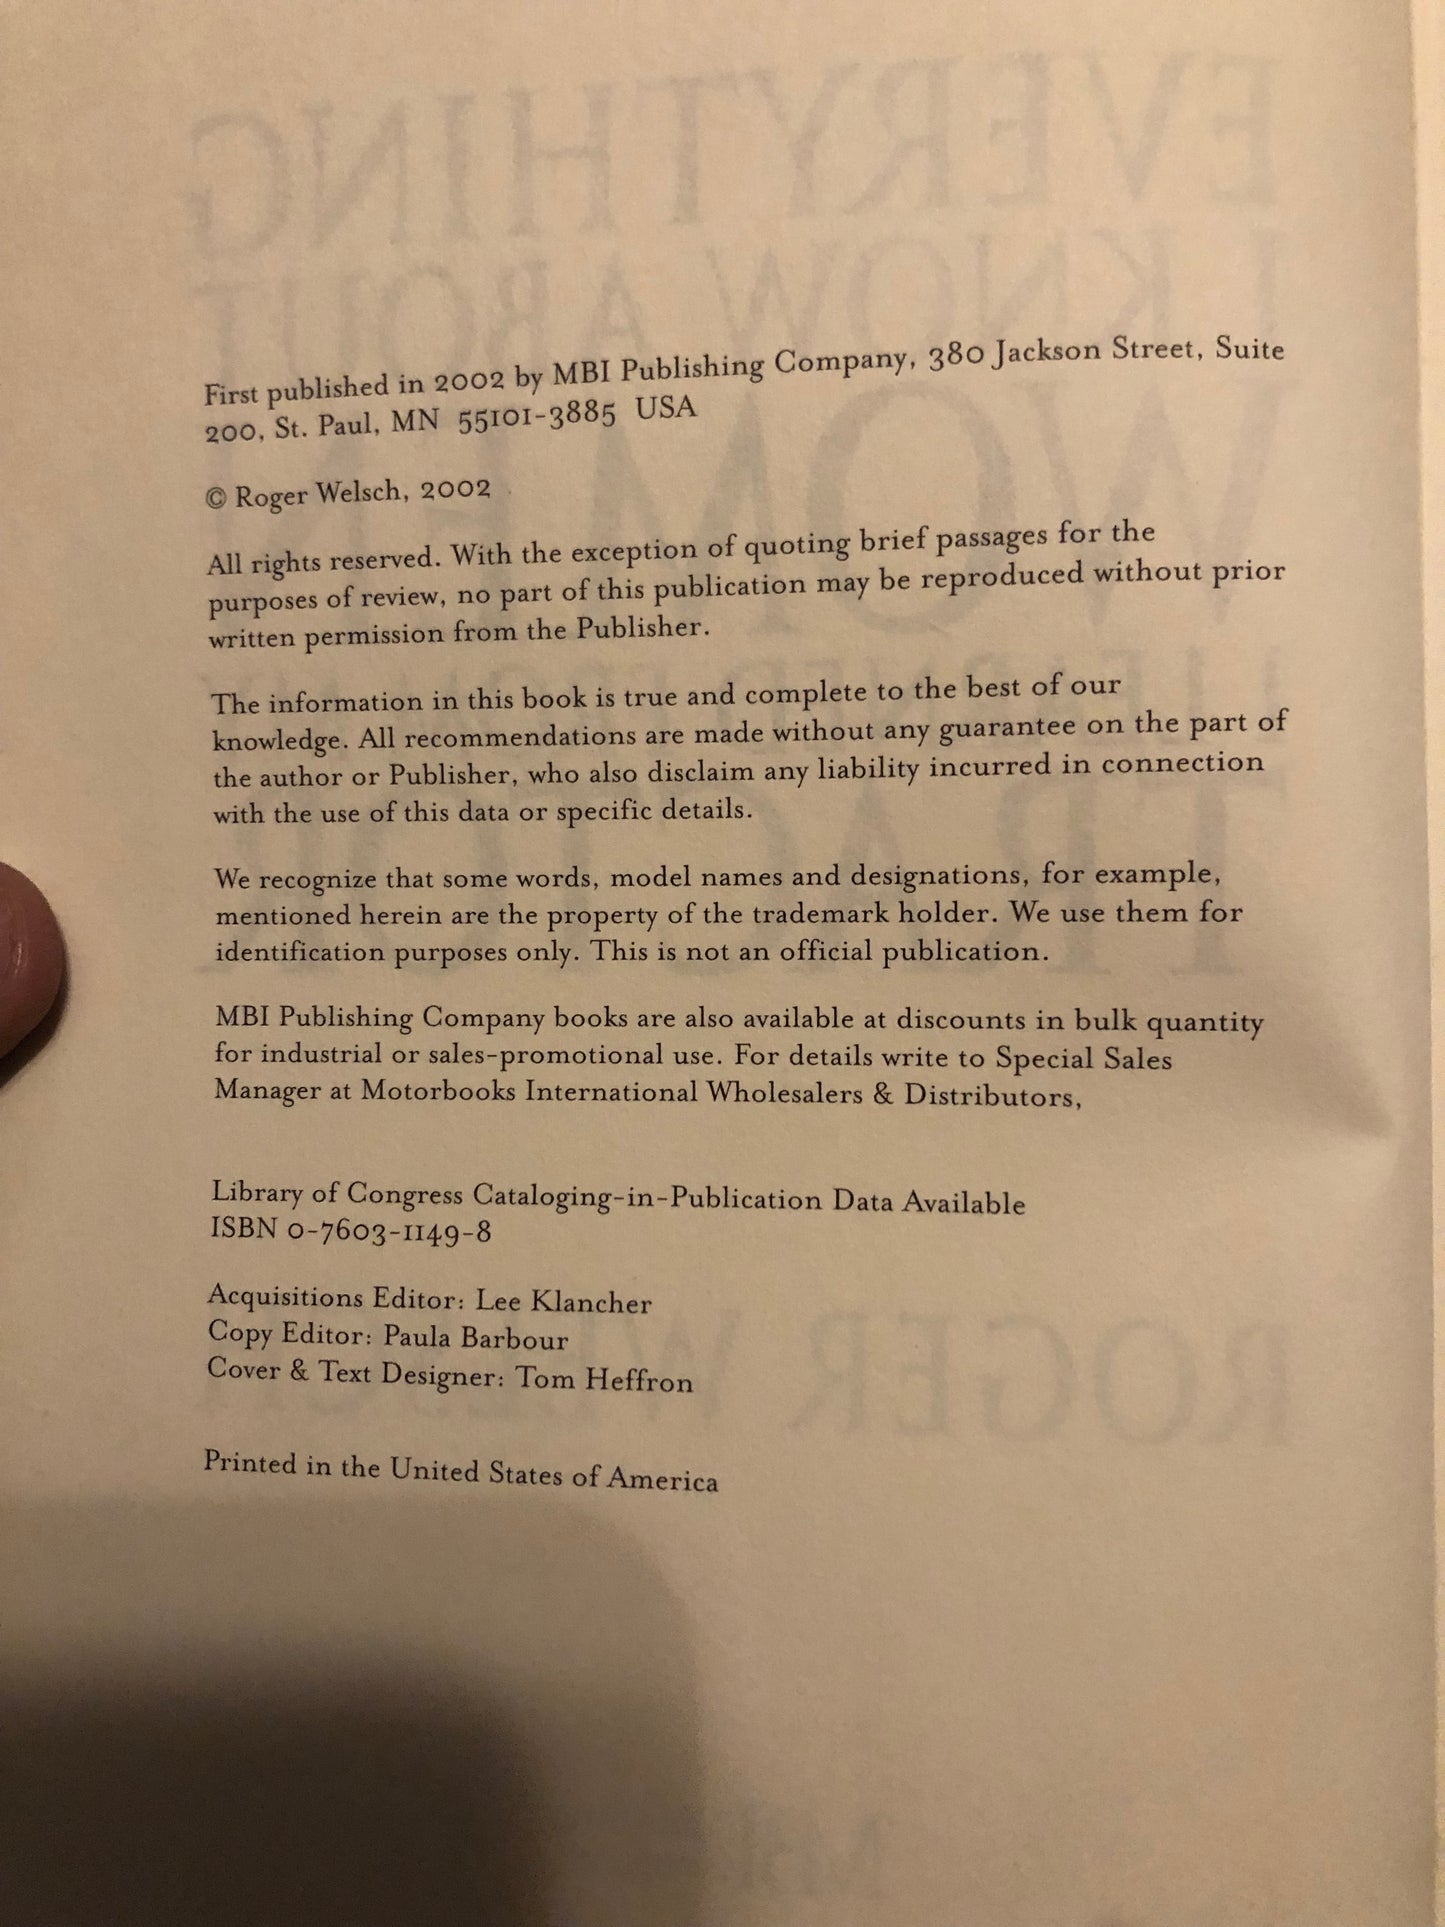 First published in 2002 by MBI Publishing Company, 380 Jackson Street, Suite
200, St. Paul, MN 55101-3885 USA
© Roger Welsch, 2002
All rights reserved. With the exception of quoting brief passages for the
purposes of review, no part of this publication may be reproduced without prior
written permission from the Publisher.
The information in this book is true and complete to the best of our
knowledge. All recommendations are made without any guarantee on the part of
the author or Publisher, who also disclaim any liability incurred in connection
with the use of this data or specific details.
We recognize that some words, model names and designations, for example,
mentioned herein are the property of the trademark holder. We use them for
identification purposes only. This is not an official publication.
MBI Publishing Company books are also available at discounts in bulk quantity
for industrial or sales-promotional use. For details write to Special Sales
Manager at Motorbooks International Wholesalers & Distributors,
Library of Congress Cataloging-in-Publication Data Available
ISBN 0-7603-1149-8
Acquisitions Editor: Lee Klancher
Copy Editor: Paula Barbour
Cover & Text Designer: Tom Heffron
Printed in the United States of America